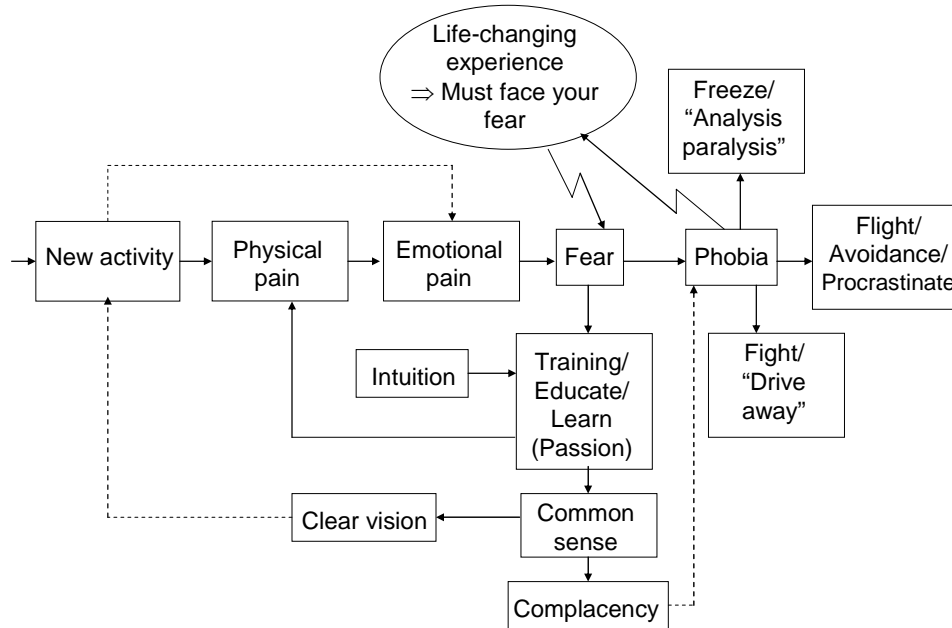 Life-changing
experience
⇒ Must face your
fear
Freeze/
“Analysis
paralysis”
New activity
Physical
pain
Emotional
pain
Fear
Phobia
Flight/
Avoidance/
Procrastinate
Intuition
Training/
Educate/
Learn
(Passion)
Fight/
“Drive
away”
Clear vision
Common
sense
Complacency